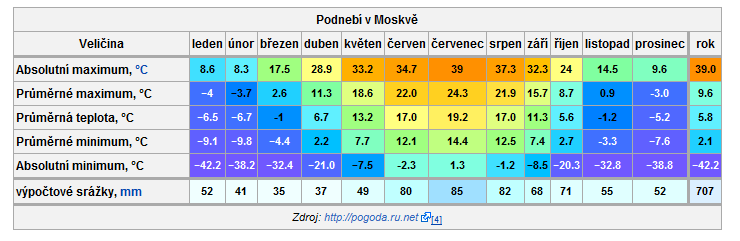 Podnebí v Moskvě
Veličina leden únor březen duben květen červen červenec srpen září říjen listopad prosinec rok
Absolutní maximum, °C 8.6 8.3 17.5 28.9 33.2 34.7 39 37.3 32.3 24 14.5 9.6 39.0
Průměrné maximum, °C −4 −3.7 2.6 11.3 18.6 22.0 24.3 21.9 15.7 8.7 0.9 -3.0 9.6
Průměrná teplota, °C −6.5 −6.7 -1 6.7 13.2 17.0 19.2 17.0 11.3 5.6 -1.2 −5.2 5.8
Průměrné minimum, °C −9.1 −9.8 −4.4 2.2 7.7 12.1 14.4 12.5 7.4 2.7 −3.3 −7.6 2.1
Absolutní minimum, °C −42.2 −38.2 −32.4 −21.0 −7.5 −2.3 1.3 -1.2 −8.5 −20.3 −32.8 −38.8 −42.2
výpočtové srážky, mm 52 41 35 37 49 80 85 82 68 71 55 52 707
Zdroj: http://pogoda.ru.net [4]